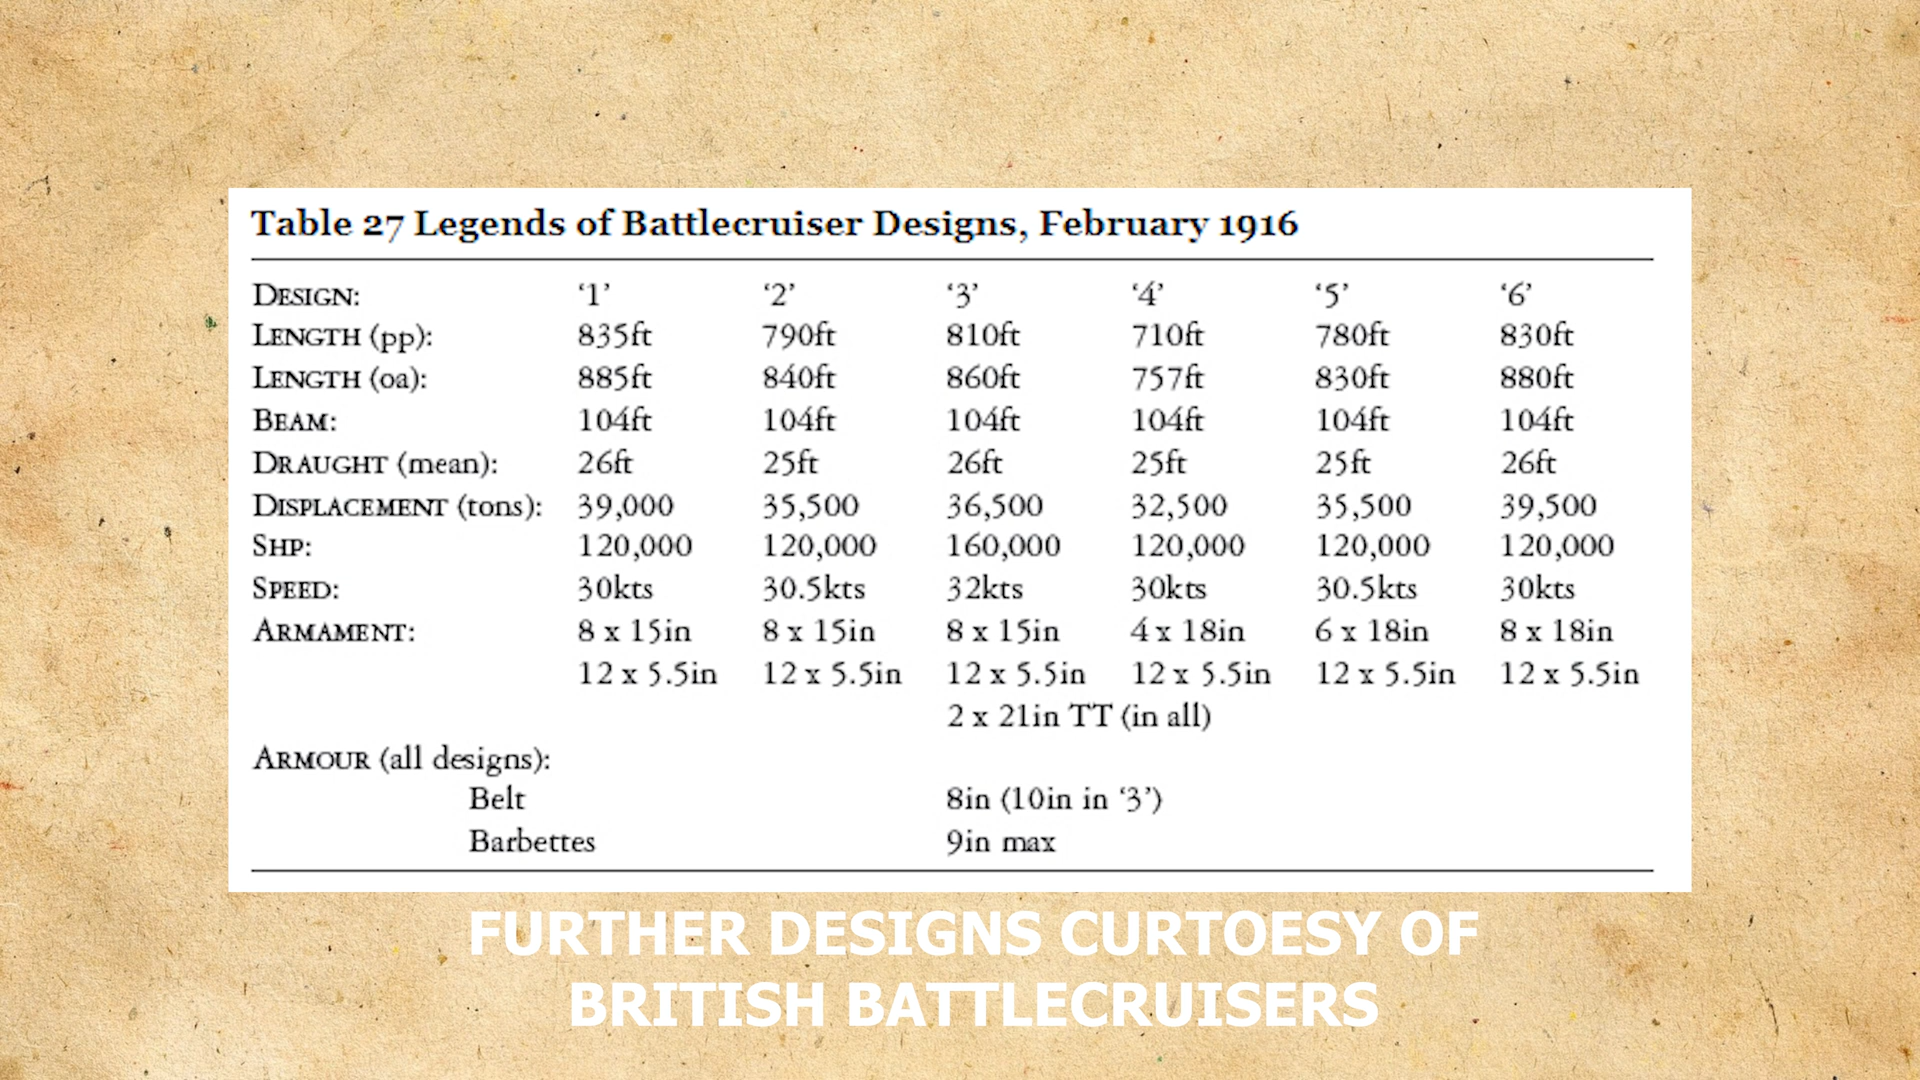 Table 27 Legends of Battlecruiser Designs, February 1916
DESIGN: ‘1’ ‘2’ ‘3’ ‘4’ ‘5’ ‘6’
LENGTH (pp): 835ft 790ft 810ft 710ft 780ft 830ft
LENGTH (oa): 885ft 840ft 860ft 757ft 830ft 880ft
BEAM: 104ft 104ft 104ft 104ft 104ft 104ft
DRAUGHT (mean): 26ft 25ft 26ft 25ft 25ft 26ft
DISPLACEMENT (tons): 39,000 35,500 36,500 32,500 35,500 39,500
SHP: 120,000 120,000 160,000 120,000 120,000 120,000
SPEED: 30kts 30.5kts 32kts 30kts 30.5kts 30kts
ARMAMENT: 8 x 15in 8 x 15in 8 x 15in 4 x 18in 6 x 18in 8 x 18in
12 x 5.5in 12 x 5.5in 12 x 5.5in 12 x 5.5in 12 x 5.5in 12 x 5.5in
2 x 21in TT (in all)
ARMOUR (all designs):
Belt 8in (10in in ‘3’)
Barbettes 9in max
FURTHER DESIGNS CURTOESY OF
BRITISH BATTLECRUISERS